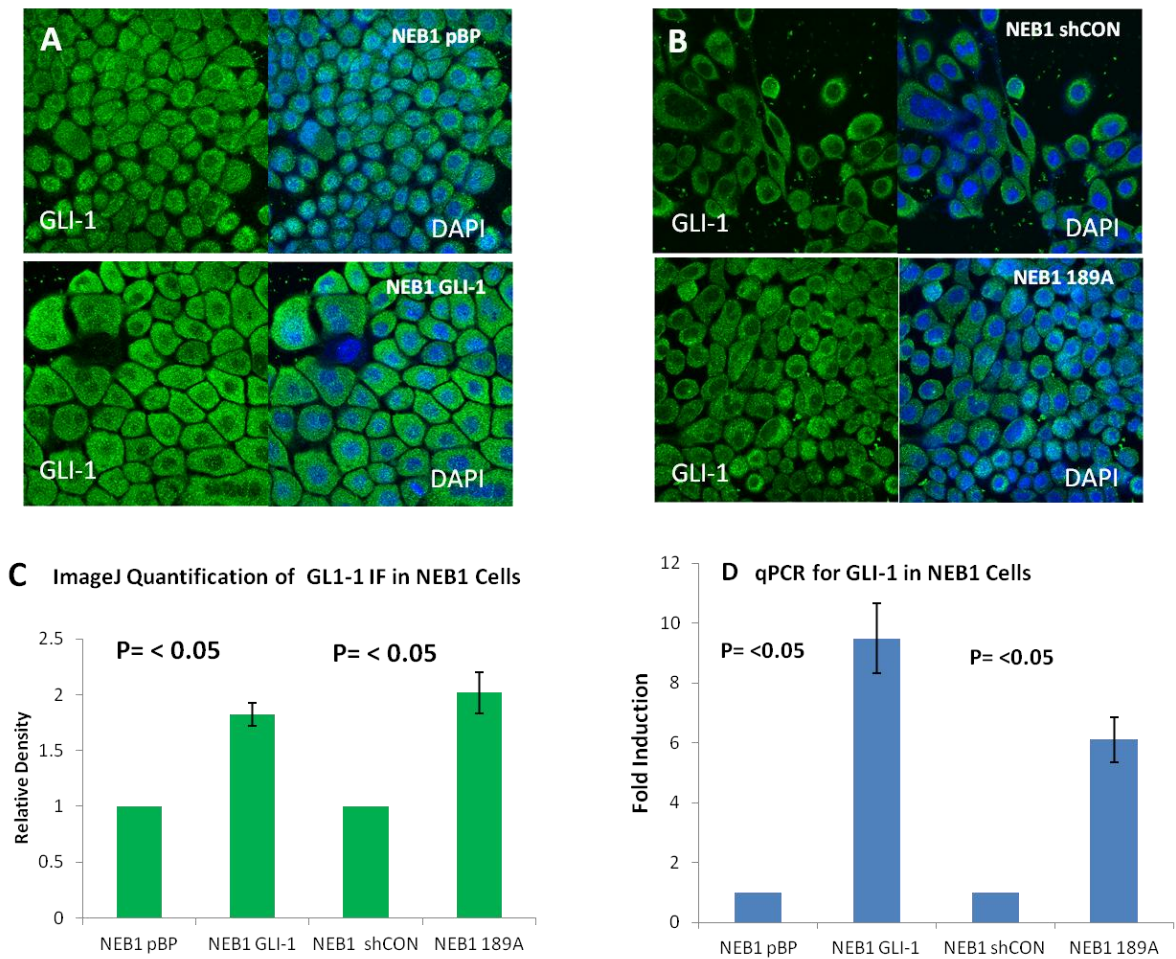 A
NEB1 pBP
GLI-1
DAPI
NEB1 GLI-1
GLI-1
DAPI
B
NEB1 shCON
GLI-1
DAPI
NEB1 189A
GLI-1
DAPI
C ImageJ Quantification of GL1-1 IF in NEB1 Cells
P= < 0.05
P= < 0.05
Relative Density
2.5
2
1.5
1
0.5
0
NEB1 pBP
NEB1 GLI-1
NEB1 shCON
NEB1 189A
D qPCR for GLI-1 in NEB1 Cells
P= <0.05
P= <0.05
Fold Induction
12
10
8
6
4
2
0
NEB1 pBP
NEB1 GLI-1
NEB1 shCON
NEB1 189A